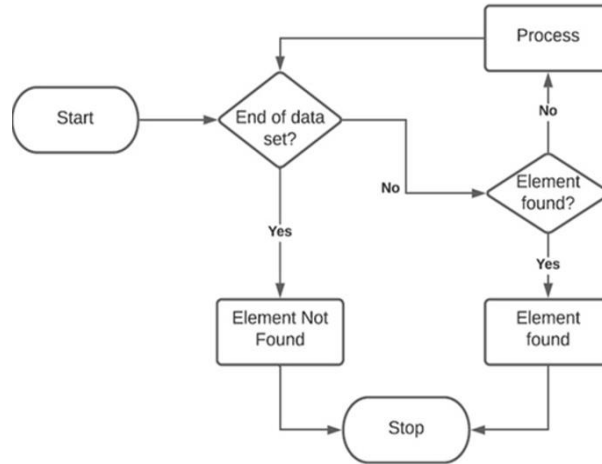 Process
Start
End of data
set?
No
No
Element
found?
Yes
Yes
Element Not
Found
Element
found
Stop